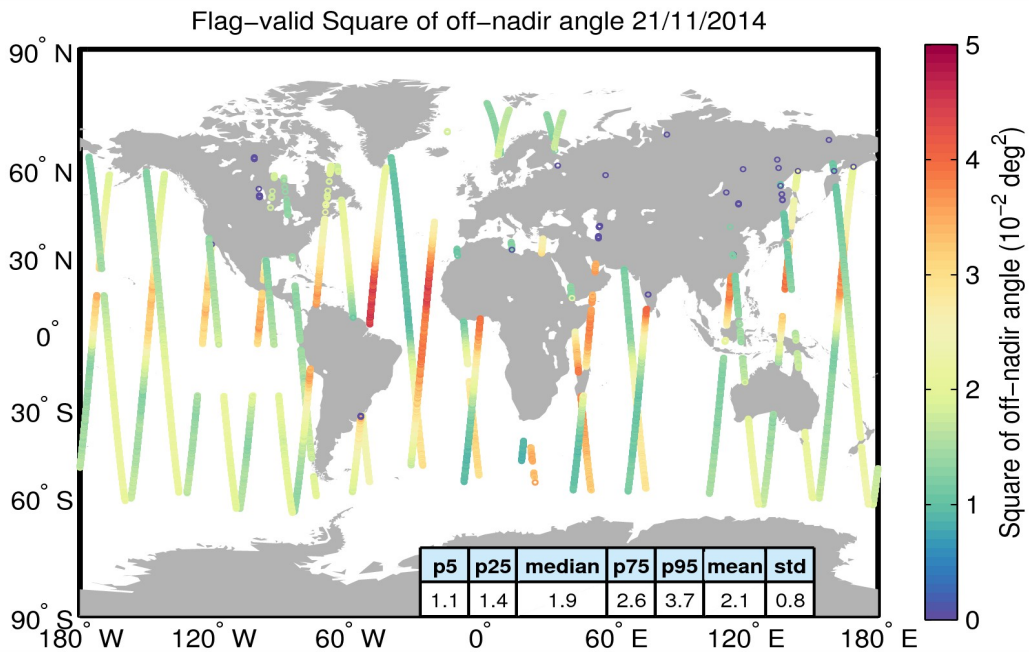 Flag-valid Square of off-nadir angle 21/11/2014
90° N
60° N
30° N
0°
30° S
60° S
90° S
180° W
120° W
60° W
0°
60° E
120° E
180° E
p5 p25 median p75 p95 mean std
1.1 1.4 1.9 2.6 3.7 2.1 0.8
5
4
3
2
1
0
Square of off-nadir angle (10⁻² deg²)